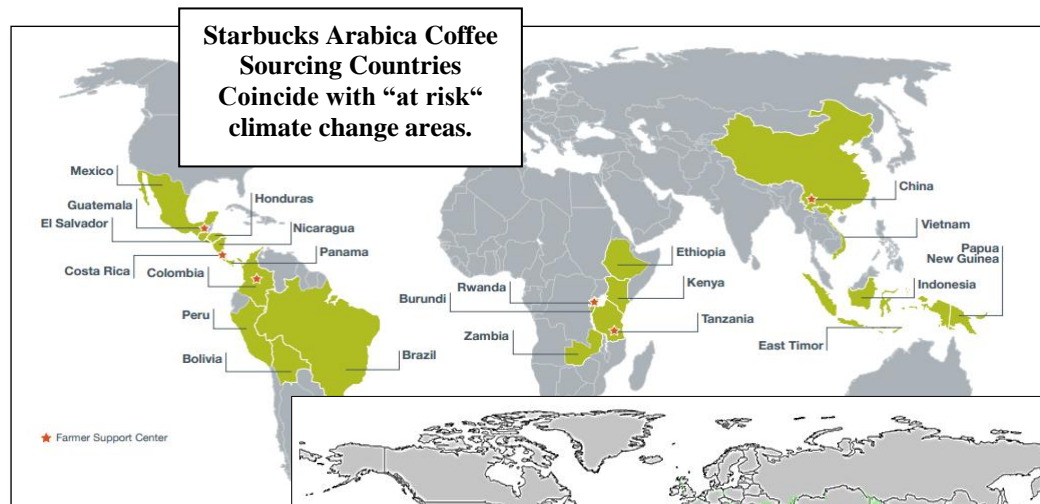 Starbucks Arabica Coffee
Sourcing Countries
Coincide with “at risk“
climate change areas.
Mexico
Guatemala
El Salvador
Honduras
Nicaragua
Costa Rica
Colombia
Panama
Peru
Bolivia
Brazil
Rwanda
Burundi
Zambia
Ethiopia
Kenya
Tanzania
China
Vietnam
Papua
New Guinea
Indonesia
East Timor
Farmer Support Center